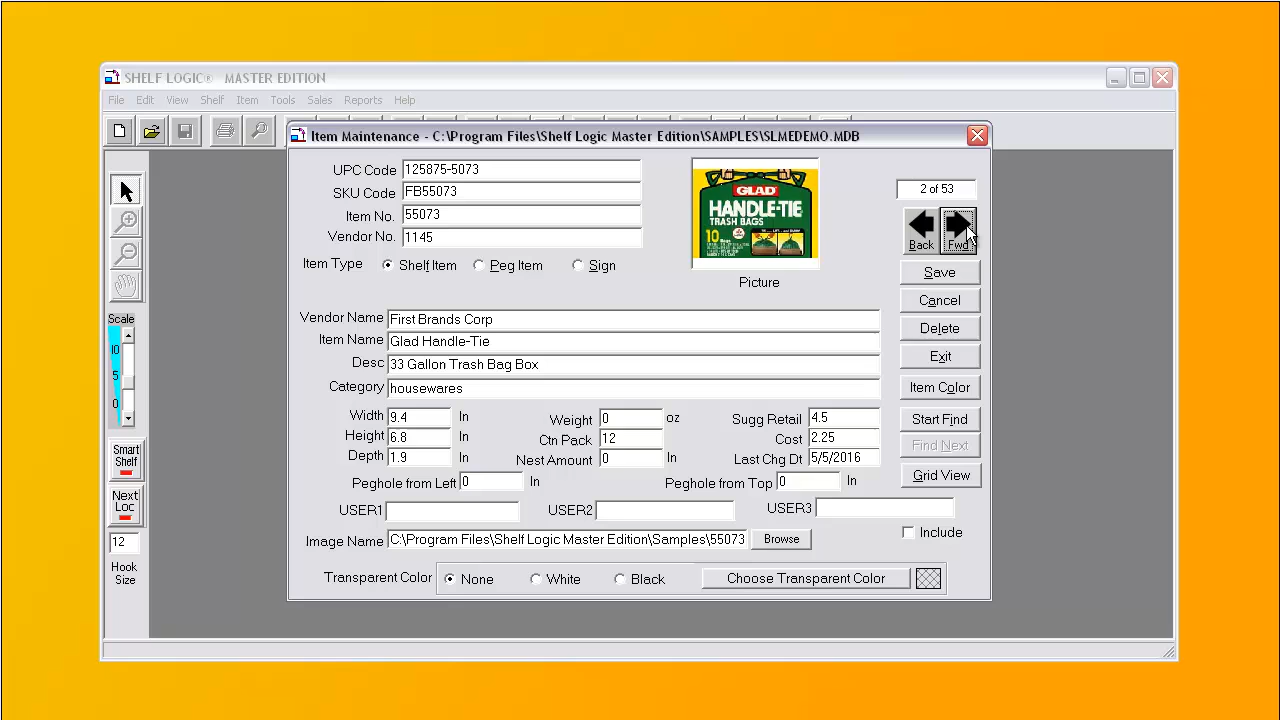 SHELF LOGIC® MASTER EDITION
File Edit View Shelf Item Tools Sales Reports Help
Item Maintenance - C:\Program Files\Shelf Logic Master Edition\SAMPLES\SLMEDEMO.MDB
UPC Code 125875-5073
SKU Code FB55073
Item No. 55073
Vendor No. 1145
Item Type Shelf Item Peg Item Sign
GLAD
HANDLE-TIE
TRASH BAGS
10
Picture
2 of 53
Back Fwd
Save
Cancel
Delete
Exit
Item Color
Start Find
Find Next
Grid View
Vendor Name First Brands Corp
Item Name Glad Handle-Tie
Desc 33 Gallon Trash Bag Box
Category housewares
Width 9.4 In Weight 0 oz Sugg Retail 4.5
Height 6.8 In Ctn Pack 12 Cost 2.25
Depth 1.9 In Nest Amount 0 In Last Chg Dt 5/5/2016
Peghole from Left 0 In Peghole from Top 0 In
USER1 USER2 USER3
Include
Image Name C:\Program Files\Shelf Logic Master Edition\Samples\55073 Browse
Transparent Color None White Black Choose Transparent Color
Scale
10
5
0
Smart
Shelf
Next
Loc
12
Hook
Size